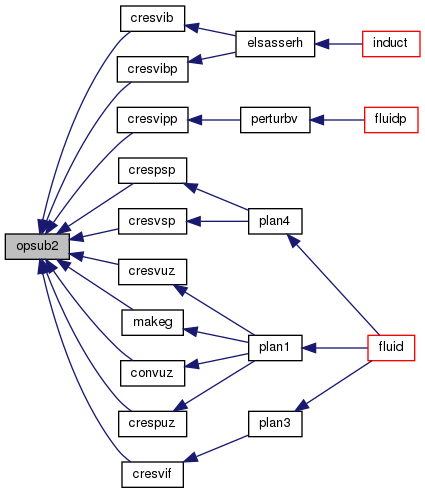 cresvib
elsasserh
induct
cresvibp
cresvipp
perturbv
fluidp
crespsp
cresvsp
plan4
opsub2
cresvuz
makeg
plan1
fluid
convuz
crespuz
plan3
cresvif